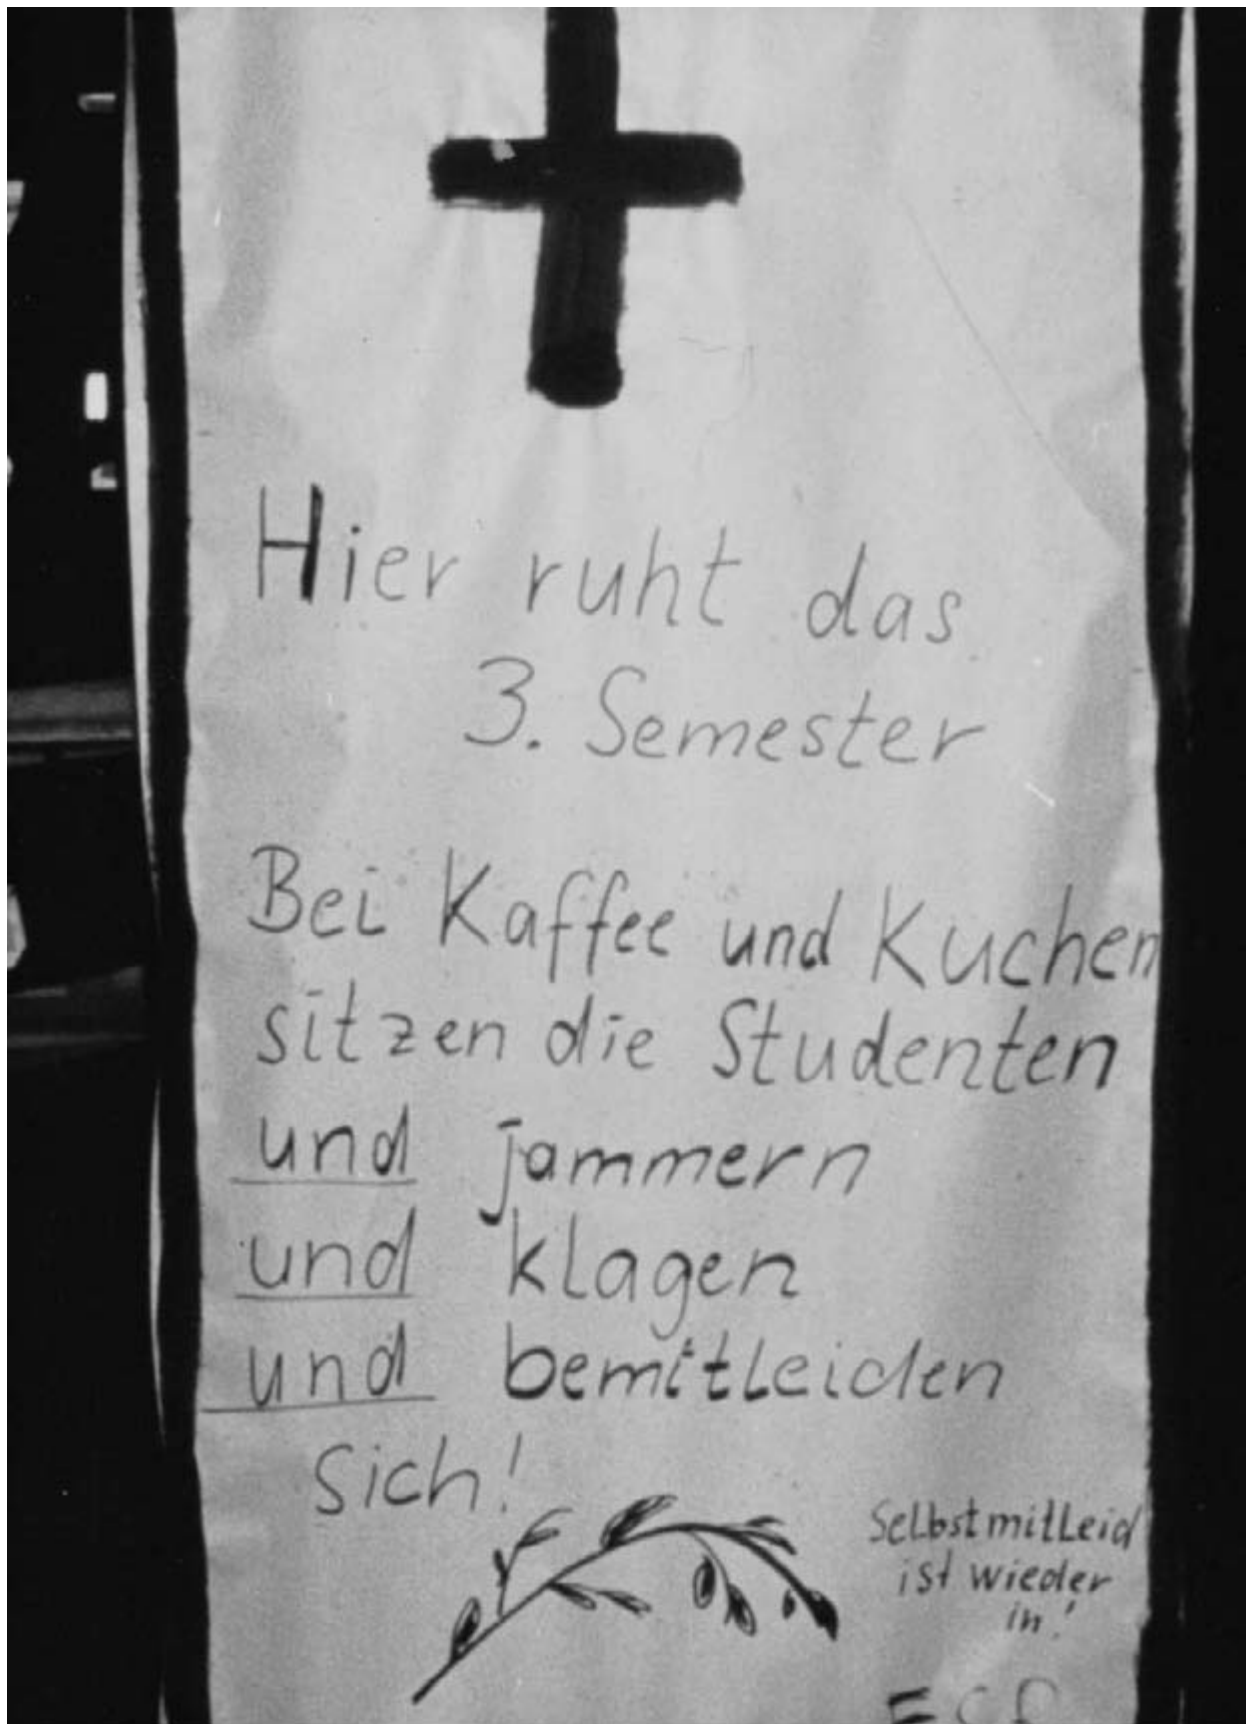 Hier ruht das
3. Semester
Bei Kaffee und Kuchen
sitzen die Studenten
und jammern
und klagen
und bemitleiden
sich!
Selbstmitleid
ist wieder
in!